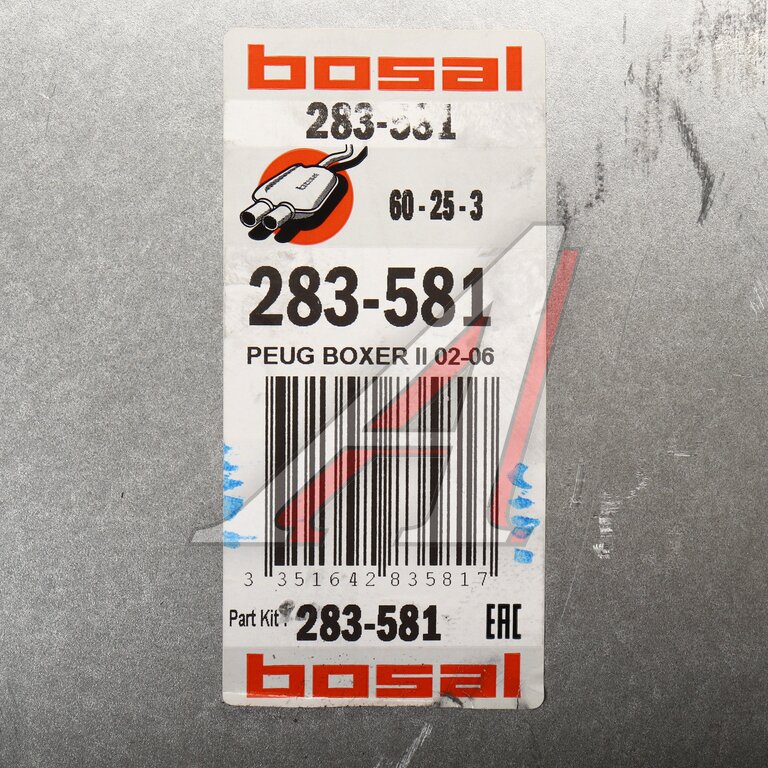 bosal
283-581
bosal
60 - 25 - 3
283-581
PEUG BOXER II 02-06
3 351642 835817
Part Kit : 283-581 EAC
bosal